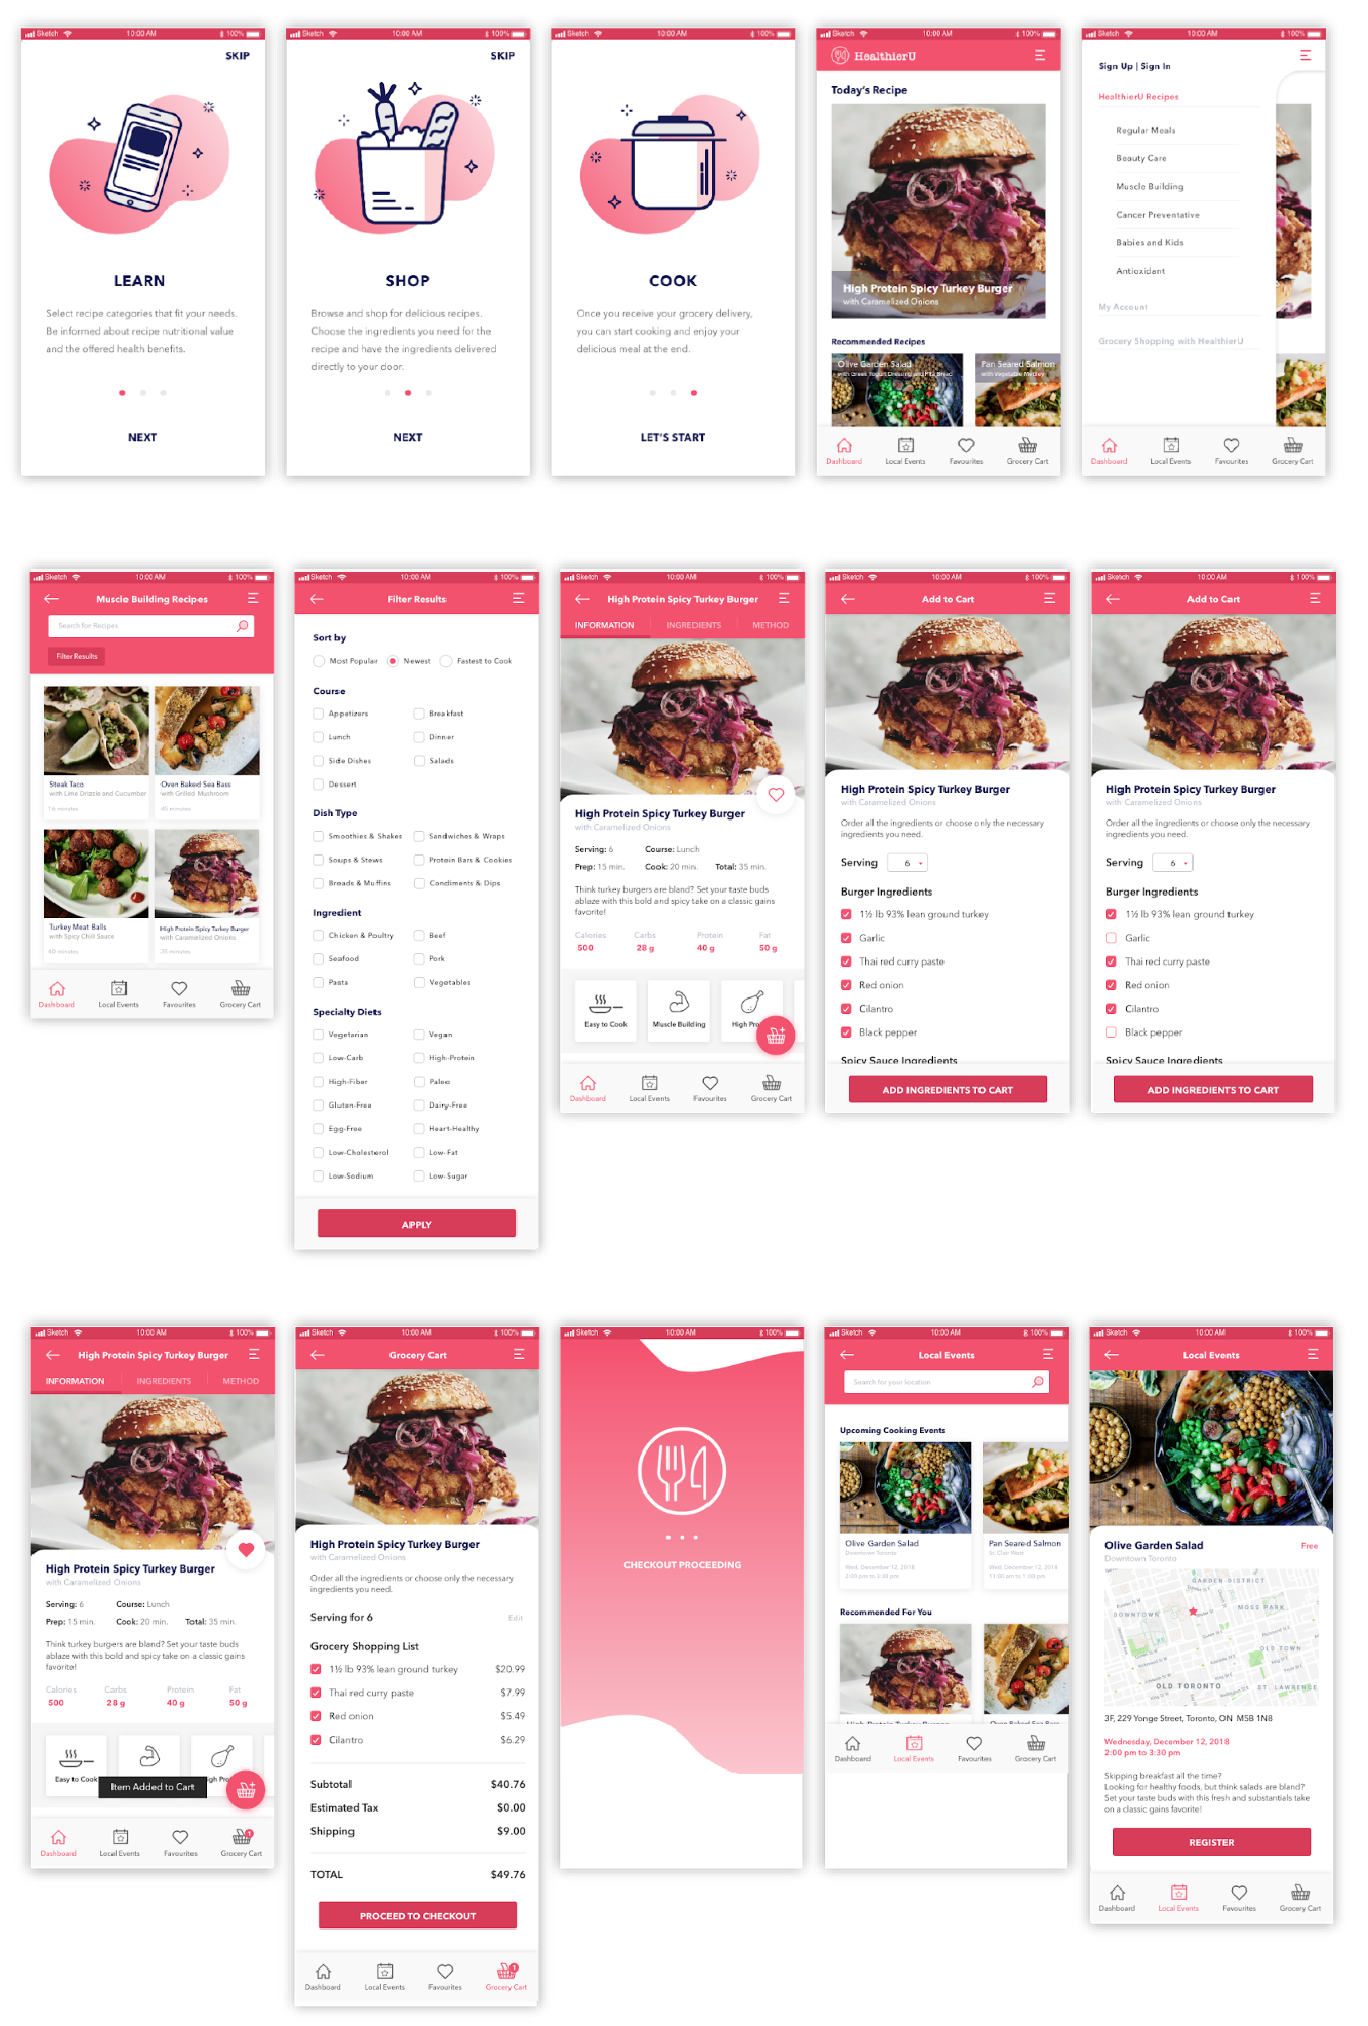 Sketch 10:00 AM 100%
SKIP
LEARN
Select recipe categories that fit your needs.
Be informed about recipe nutritional value
and the offered health benefits.
NEXT
Sketch 10:00 AM 100%
SKIP
SHOP
Browse and shop for delicious recipes.
Choose the ingredients you need for the
recipe and have the ingredients delivered
directly to your door.
NEXT
Sketch 10:00 AM 100%
COOK
Once you receive your grocery delivery,
you can start cooking and enjoy your
delicious meal at the end.
LET'S START
Sketch 10:00 AM 100%
HealthierU
Today's Recipe
High Protein Spicy Turkey Burger
with Caramelized Onions
Recommended Recipes
Olive Garden Salad
with Greek Yogurt Dressing and Pita Bread
Pan Seared Salmon
with Vegetable Medley
Dashboard Local Events Favourites Grocery Cart
Sketch 10:00 AM 100%
Sign Up | Sign In
HealthierU Recipes
Regular Meals
Beauty Care
Muscle Building
Cancer Preventative
Babies and Kids
Antioxidant
My Account
Grocery Shopping with HealthierU
Dashboard Local Events Favourites Grocery Cart
Sketch 10:00 AM 100%
Muscle Building Recipes
Search for Recipes
Filter Results
Steak Taco
with Lime Drizzle and Cucumber
16 minutes
Oven Baked Sea Bass
with Grilled Mushroom
45 minutes
Turkey Meat Balls
with Spicy Chili Sauce
40 minutes
High Protein Spicy Turkey Burger
with Caramelized Onions
35 minutes
Dashboard Local Events Favourites Grocery Cart
Sketch 10:00 AM 100%
Filter Results
Sort by
Most Popular Newest Fastest to Cook
Course
Appetizers Breakfast
Lunch Dinner
Side Dishes Salads
Dessert
Dish Type
Smoothies & Shakes Sandwiches & Wraps
Soups & Stews Protein Bars & Cookies
Breads & Muffins Condiments & Dips
Ingredient
Chicken & Poultry Beef
Seafood Pork
Pasta Vegetables
Specialty Diets
Vegetarian Vegan
Low-Carb High-Protein
High-Fiber Paleo
Gluten-Free Dairy-Free
Egg-Free Heart-Healthy
Low-Cholesterol Low-Fat
Low-Sodium Low-Sugar
APPLY
Sketch 10:00 AM 100%
High Protein Spicy Turkey Burger
INFORMATION INGREDIENTS METHOD
High Protein Spicy Turkey Burger
with Caramelized Onions
Serving: 6 Course: Lunch
Prep: 15 min. Cook: 20 min. Total: 35 min.
Think turkey burgers are bland? Set your taste buds
ablaze with this bold and spicy take on a classic gains
favorite!
Calories Carbs Protein Fat
500 28 g 40 g 50 g
Easy to Cook Muscle Building High Pro
Dashboard Local Events Favourites Grocery Cart
Sketch 10:00 AM 100%
Add to Cart
High Protein Spicy Turkey Burger
with Caramelized Onions
Order all the ingredients or choose only the necessary
ingredients you need.
Serving 6
Burger Ingredients
1½ lb 93% lean ground turkey
Garlic
Thai red curry paste
Red onion
Cilantro
Black pepper
Spicy Sauce Ingredients
ADD INGREDIENTS TO CART
Sketch 10:00 AM 100%
Add to Cart
High Protein Spicy Turkey Burger
with Caramelized Onions
Order all the ingredients or choose only the necessary
ingredients you need.
Serving 6
Burger Ingredients
1½ lb 93% lean ground turkey
Garlic
Thai red curry paste
Red onion
Cilantro
Black pepper
Spicy Sauce Ingredients
ADD INGREDIENTS TO CART
Sketch 10:00 AM 100%
High Protein Spicy Turkey Burger
INFORMATION INGREDIENTS METHOD
High Protein Spicy Turkey Burger
with Caramelized Onions
Serving: 6 Course: Lunch
Prep: 15 min. Cook: 20 min. Total: 35 min.
Think turkey burgers are bland? Set your taste buds
ablaze with this bold and spicy take on a classic gains
favorite!
Calories Carbs Protein Fat
500 28 g 40 g 50 g
Easy to Cook High Pro
Item Added to Cart
1
Dashboard Local Events Favourites Grocery Cart
Sketch 10:00 AM 100%
Grocery Cart
High Protein Spicy Turkey Burger
with Caramelized Onions
Order all the ingredients or choose only the necessary
ingredients you need.
Serving for 6 Edit
Grocery Shopping List
1½ lb 93% lean ground turkey $20.99
Thai red curry paste $7.99
Red onion $5.49
Cilantro $6.29
Subtotal $40.76
Estimated Tax $0.00
Shipping $9.00
TOTAL $49.76
PROCEED TO CHECKOUT
1
Dashboard Local Events Favourites Grocery Cart
Sketch 10:00 AM 100%
CHECKOUT PROCEEDING
Sketch 10:00 AM 100%
Local Events
Search for your location
Upcoming Cooking Events
Olive Garden Salad
Downtown Toronto
Wed. December 12, 2018
2:00 pm to 3:30 pm
Pan Seared Salmon
St. Clair West
Wed. December 12, 2018
11:00 am to 1:00 pm
Recommended For You
High Protein Turkey Burger
Oven Baked Sea Bass
Dashboard Local Events Favourites Grocery Cart
Sketch 10:00 AM 100%
Local Events
Olive Garden Salad Free
Downtown Toronto
GARDEN DISTRICT
DOWNTOWN
MOSS PARK
OLD TOWN
OLD TORONTO
ST. LAWRENCE
3F, 229 Yonge Street, Toronto, ON M5B 1N8
Wednesday, December 12, 2018
2:00 pm to 3:30 pm
Skipping breakfast all the time?
Looking for healthy foods, but think salads are bland?
Set your taste buds with this fresh and substantials take
on a classic gains favorite!
REGISTER
Dashboard Local Events Favourites Grocery Cart